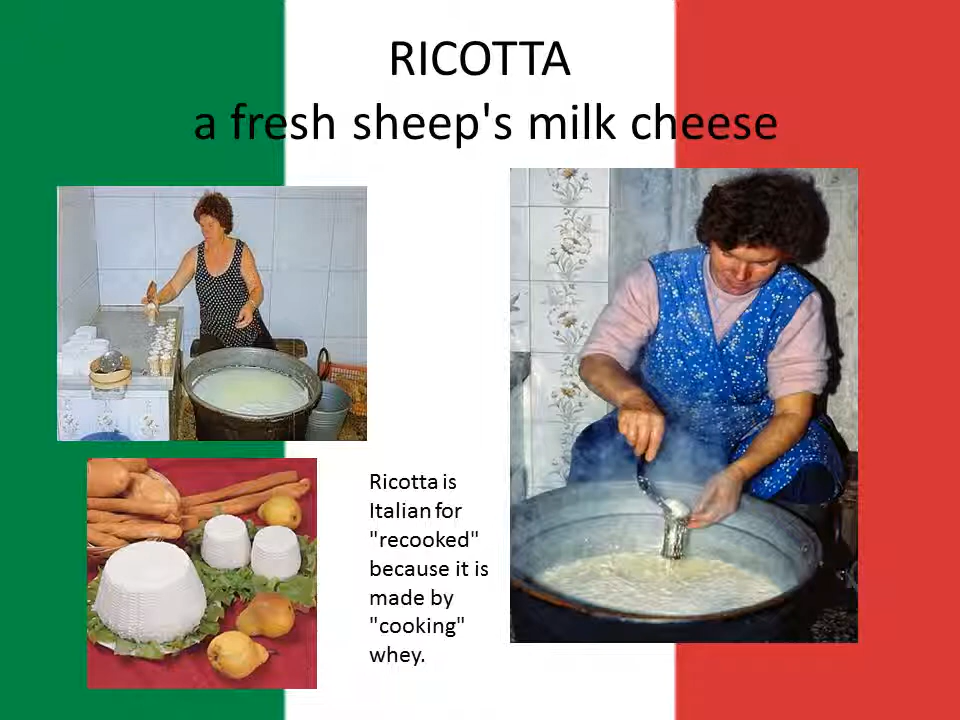 RICOTTA
a fresh sheep's milk cheese
Ricotta is
Italian for
"recooked"
because it is
made by
"cooking"
whey.